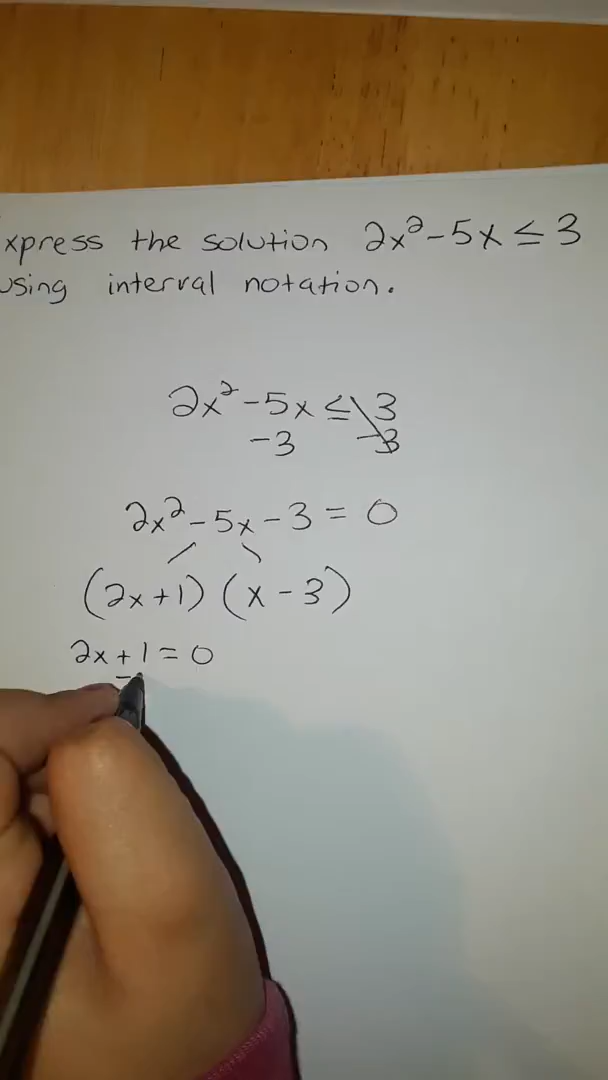 xpress the solution 2x²-5x ≤ 3
using interval notation.
2x²-5x ≤ 3
-3 -3
2x²-5x-3 = 0
(2x+1) (x-3)
2x+1=0
-